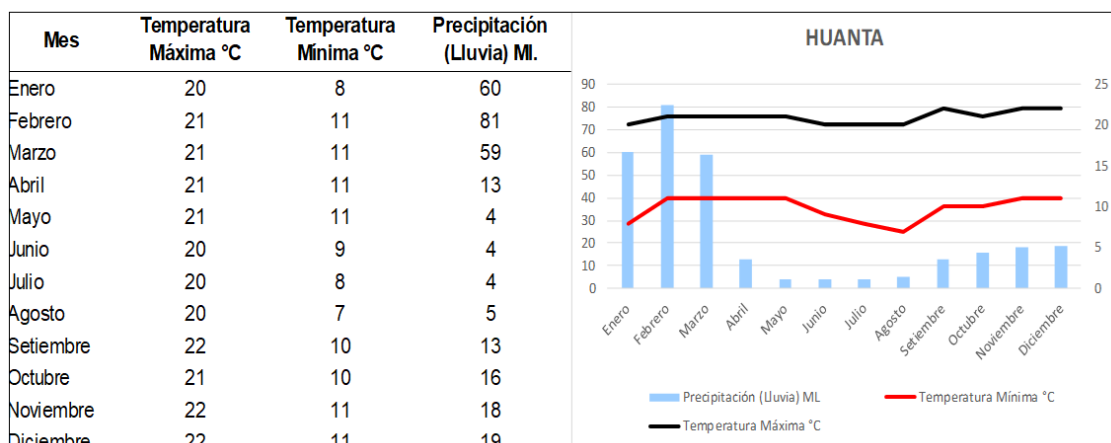 Mes Temperatura Máxima °C Temperatura Mínima °C Precipitación (Lluvia) Ml.
Enero 20 8 60
Febrero 21 11 81
Marzo 21 11 59
Abril 21 11 13
Mayo 21 11 4
Junio 20 9 4
Julio 20 8 4
Agosto 20 7 5
Setiembre 22 10 13
Octubre 21 10 16
Noviembre 22 11 18
Diciembre 22 11 19
HUANTA
90 25
80
70 20
60
50 15
40 10
30
20 5
10
0 0
Enero Febrero Marzo Abril Mayo Junio Julio Agosto Setiembre Octubre Noviembre Diciembre
Precipitación (Lluvia) ML Temperatura Mínima °C
Temperatura Máxima °C